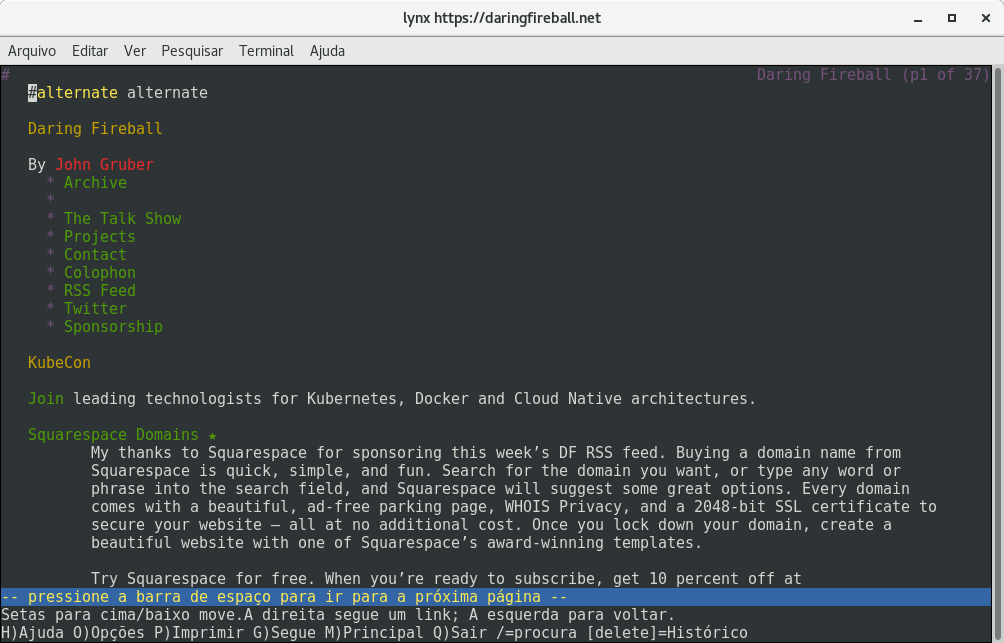 lynx https://daringfireball.net
Arquivo Editar Ver Pesquisar Terminal Ajuda
# Daring Fireball (p1 of 37)
#alternate alternate
Daring Fireball
By John Gruber
* Archive
*
* The Talk Show
* Projects
* Contact
* Colophon
* RSS Feed
* Twitter
* Sponsorship
KubeCon
Join leading technologists for Kubernetes, Docker and Cloud Native architectures.
Squarespace Domains ★
My thanks to Squarespace for sponsoring this week’s DF RSS feed. Buying a domain name from
Squarespace is quick, simple, and fun. Search for the domain you want, or type any word or
phrase into the search field, and Squarespace will suggest some great options. Every domain
comes with a beautiful, ad-free parking page, WHOIS Privacy, and a 2048-bit SSL certificate to
secure your website — all at no additional cost. Once you lock down your domain, create a
beautiful website with one of Squarespace’s award-winning templates.
Try Squarespace for free. When you’re ready to subscribe, get 10 percent off at
-- pressione a barra de espaço para ir para a próxima página --
Setas para cima/baixo move.A direita segue um link; A esquerda para voltar.
H)Ajuda O)Opções P)Imprimir G)Segue M)Principal Q)Sair /=procura [delete]=Histórico